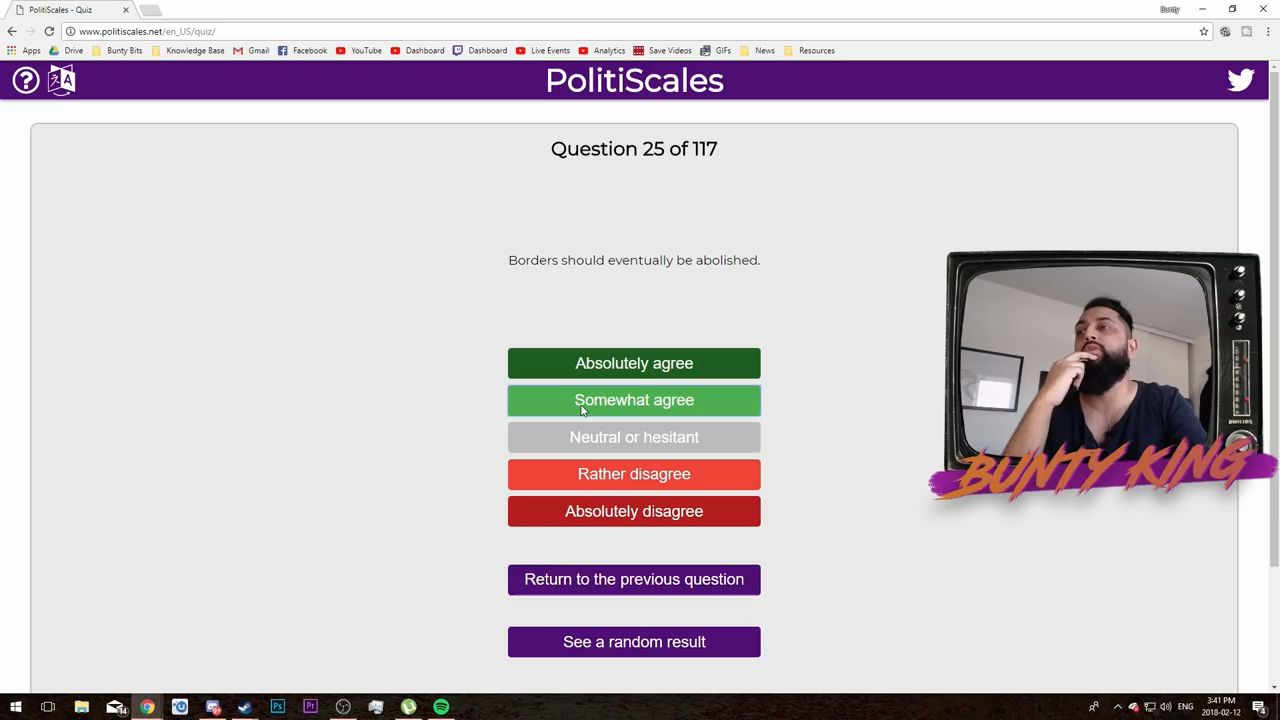 PolitiScales - Quiz
Bunty
www.politiscales.net/en_US/quiz/
Apps Drive Bunty Bits Knowledge Base Gmail Facebook YouTube Dashboard Dashboard Live Events Analytics Save Videos GIFs News Resources
PolitiScales
Question 25 of 117
Borders should eventually be abolished.
Absolutely agree
Somewhat agree
Neutral or hesitant
Rather disagree
Absolutely disagree
Return to the previous question
See a random result
PHILIPS
BUNTY KING
ENG
3:41 PM
2018-02-12